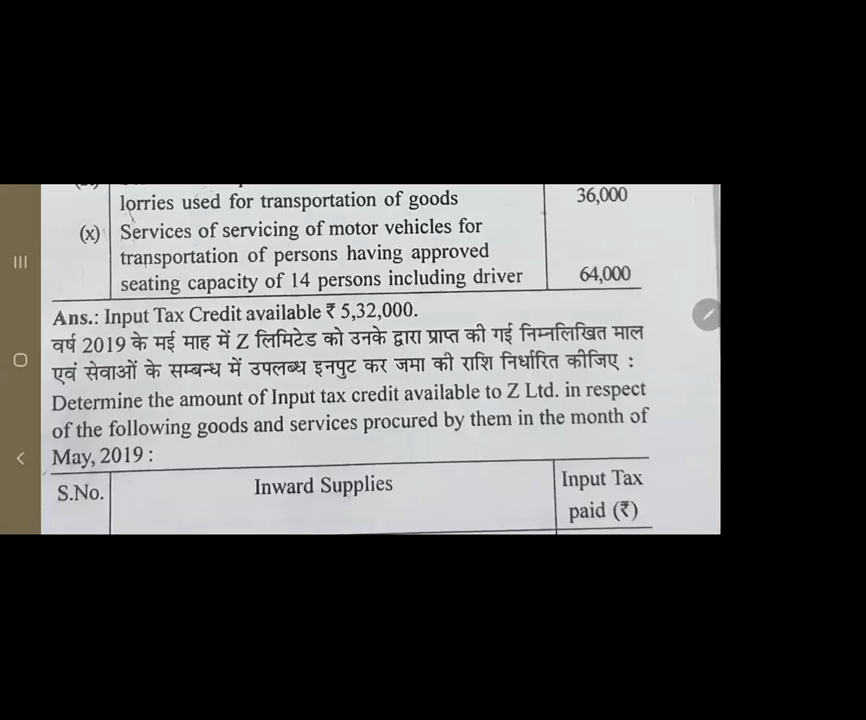 lorries used for transportation of goods 36,000
(x) Services of servicing of motor vehicles for
transportation of persons having approved
seating capacity of 14 persons including driver 64,000
Ans.: Input Tax Credit available ₹ 5,32,000.
वर्ष 2019 के मई माह में Z लिमिटेड को उनके द्वारा प्राप्त की गई निम्नलिखित माल
एवं सेवाओं के सम्बन्ध में उपलब्ध इनपुट कर जमा की राशि निर्धारित कीजिए :
Determine the amount of Input tax credit available to Z Ltd. in respect
of the following goods and services procured by them in the month of
May, 2019 :
S.No. Inward Supplies Input Tax
paid (₹)